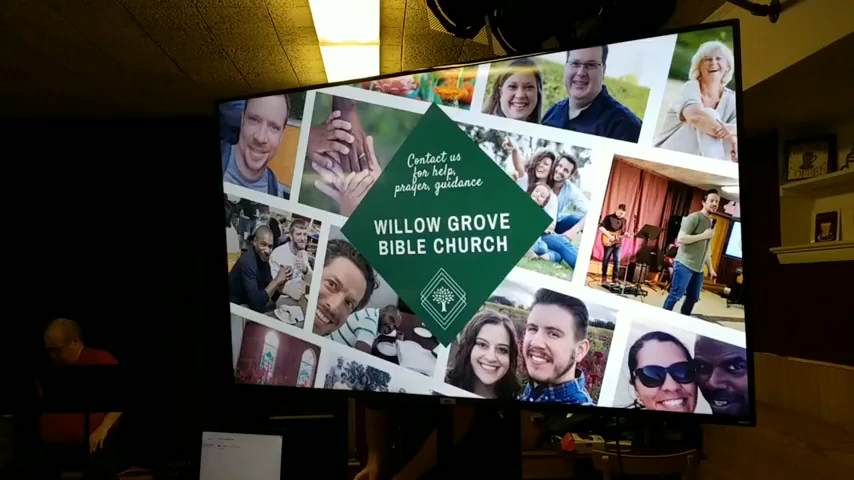 Contact us
for help,
prayer, guidance
WILLOW GROVE
BIBLE CHURCH